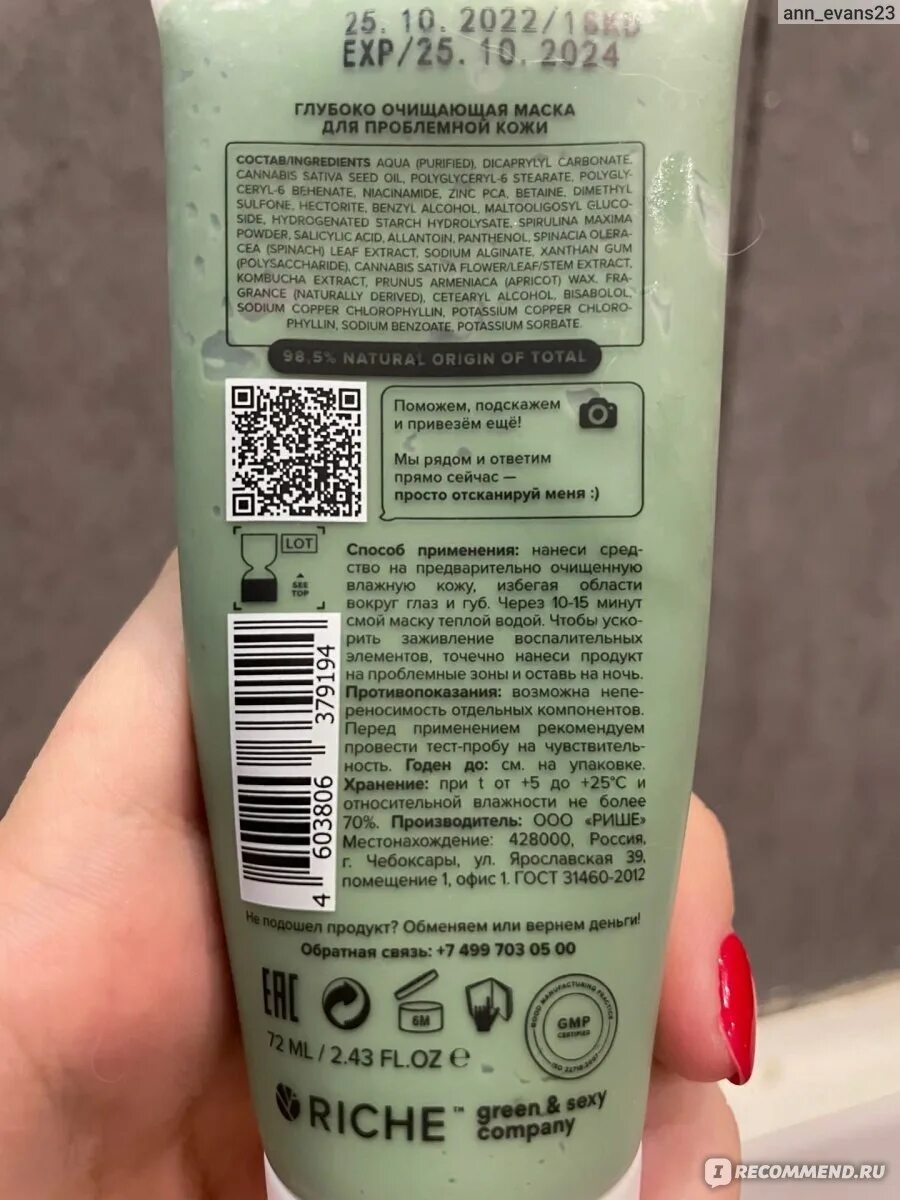 ann_evans23
25. 10. 2022/16KD
EXP/25. 10. 2024
ГЛУБОКО ОЧИЩАЮЩАЯ МАСКА
ДЛЯ ПРОБЛЕМНОЙ КОЖИ
СОСТАВ/INGREDIENTS AQUA (PURIFIED), DICAPRYLYL CARBONATE,
CANNABIS SATIVA SEED OIL, POLYGLYCERYL-6 STEARATE, POLYGLY-
CERYL-6 BEHENATE, NIACINAMIDE, ZINC PCA, BETAINE, DIMETHYL
SULFONE, HECTORITE, BENZYL ALCOHOL, MALTOOLIGOSYL GLUCO-
SIDE, HYDROGENATED STARCH HYDROLYSATE, SPIRULINA MAXIMA
POWDER, SALICYLIC ACID, ALLANTOIN, PANTHENOL, SPINACIA OLERA-
CEA (SPINACH) LEAF EXTRACT, SODIUM ALGINATE, XANTHAN GUM
(POLYSACCHARIDE), CANNABIS SATIVA FLOWER/LEAF/STEM EXTRACT,
KOMBUCHA EXTRACT, PRUNUS ARMENIACA (APRICOT) WAX, FRA-
GRANCE (NATURALLY DERIVED), CETEARYL ALCOHOL, BISABOLOL,
SODIUM COPPER CHLOROPHYLLIN, POTASSIUM COPPER CHLORO-
PHYLLIN, SODIUM BENZOATE, POTASSIUM SORBATE.
98,5% NATURAL ORIGIN OF TOTAL
Поможем, подскажем
и привезём ещё!
Мы рядом и ответим
прямо сейчас —
просто отсканируй меня :)
LOT
SEE
TOP
Способ применения: нанеси сред-
ство на предварительно очищенную
влажную кожу, избегая области
вокруг глаз и губ. Через 10-15 минут
смой маску теплой водой. Чтобы уско-
рить заживление воспалительных
элементов, точечно нанеси продукт
на проблемные зоны и оставь на ночь.
Противопоказания: возможна непе-
реносимость отдельных компонентов.
Перед применением рекомендуем
провести тест-пробу на чувствитель-
ность. Годен до: см. на упаковке.
Хранение: при t от +5 до +25°C и
относительной влажности не более
70%. Производитель: ООО «РИШЕ»
Местонахождение: 428000, Россия,
г. Чебоксары, ул. Ярославская 39,
помещение 1, офис 1. ГОСТ 31460-2012
4 603806 379194
Не подошел продукт? Обменяем или вернем деньги!
Обратная связь: +7 499 703 05 00
EAC
6M
GOOD MANUFACTURING PRACTICE
GMP
CERTIFIED
ISO 22716:2007
72 ML / 2.43 FL.OZ ℮
RICHE™ green & sexy
company
IRECOMMEND.RU